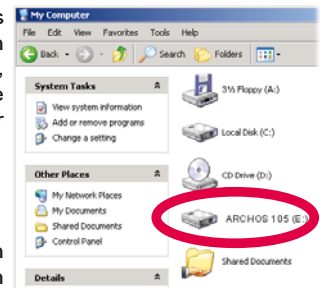 My Computer
File Edit View Favorites Tools Help
Back Search Folders
System Tasks
View system information
Add or remove programs
Change a setting
Other Places
My Network Places
My Documents
Shared Documents
Control Panel
Details
3½ Floppy (A:)
Local Disk (C:)
CD Drive (D:)
ARCHOS 105 (E:)
Shared Documents